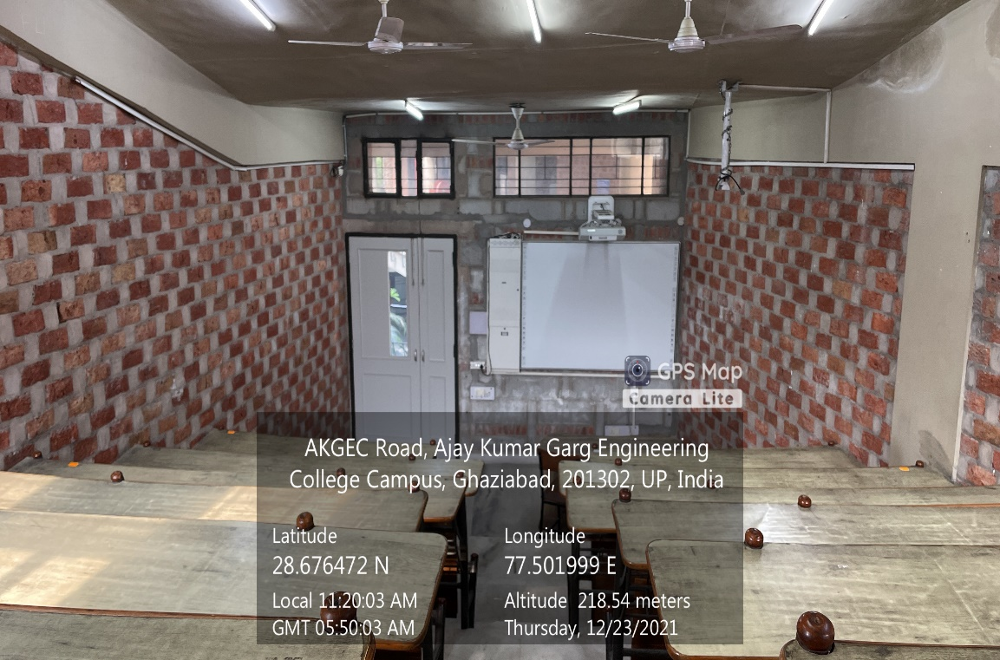 GPS Map
Camera Lite
AKGEC Road, Ajay Kumar Garg Engineering
College Campus, Ghaziabad, 201302, UP, India
Latitude
28.676472 N
Longitude
77.501999 E
Local 11:20:03 AM
GMT 05:50:03 AM
Altitude 218.54 meters
Thursday, 12/23/2021